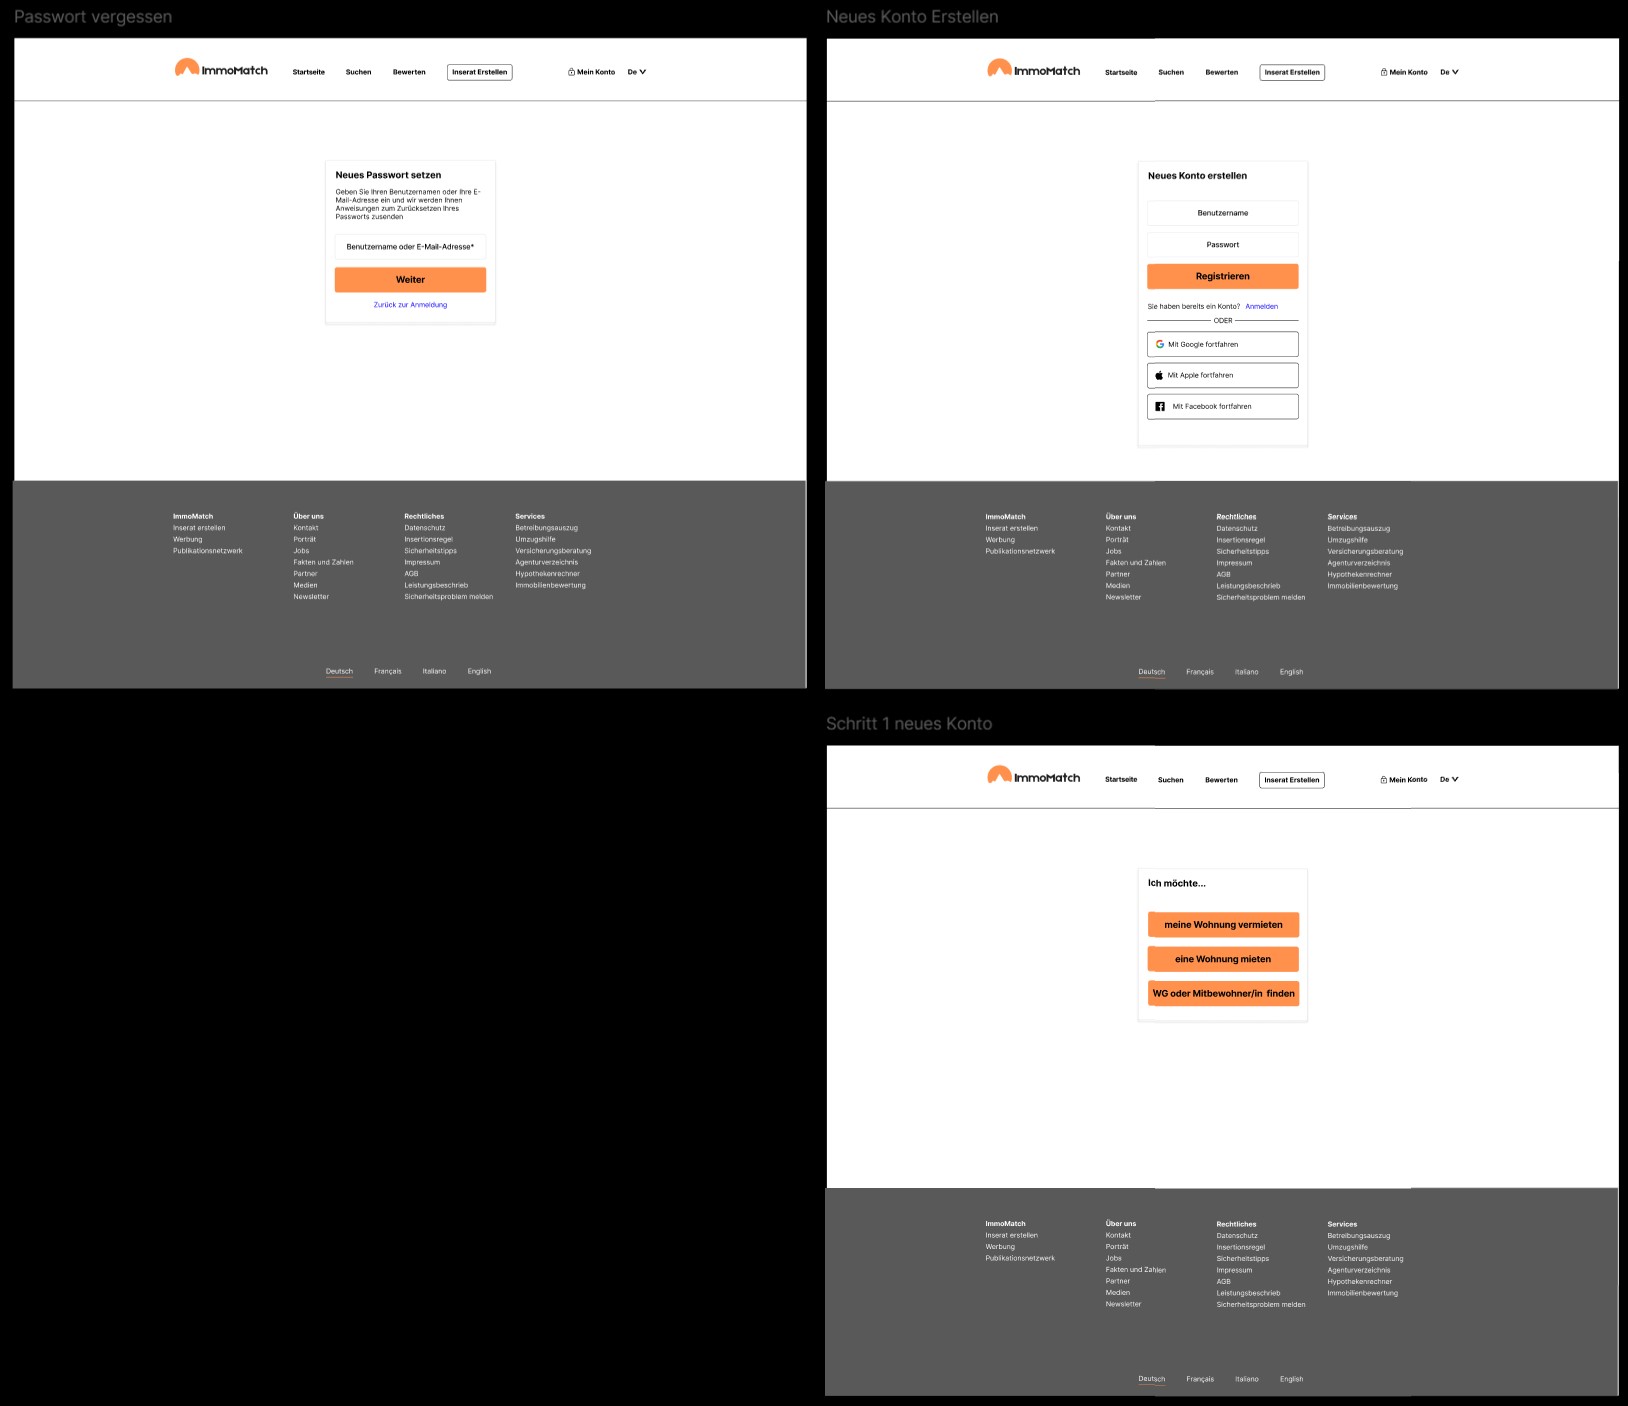 Passwort vergessen
ImmoMatch Startseite Suchen Bewerten Inserat Erstellen Mein Konto De
Neues Passwort setzen
Geben Sie Ihren Benutzernamen oder Ihre E-
Mail-Adresse ein und wir werden Ihnen
Anweisungen zum Zurücksetzen Ihres
Passworts zusenden
Benutzername oder E-Mail-Adresse*
Weiter
Zurück zur Anmeldung
ImmoMatch
Inserat erstellen
Werbung
Publikationsnetzwerk
Über uns
Kontakt
Porträt
Jobs
Fakten und Zahlen
Partner
Medien
Newsletter
Rechtliches
Datenschutz
Insertionsregel
Sicherheitstipps
Impressum
AGB
Leistungsbeschrieb
Sicherheitsproblem melden
Services
Betreibungsauszug
Umzugshilfe
Versicherungsberatung
Agenturverzeichnis
Hypothekenrechner
Immobilienbewertung
Deutsch Français Italiano English
Neues Konto Erstellen
ImmoMatch Startseite Suchen Bewerten Inserat Erstellen Mein Konto De
Neues Konto erstellen
Benutzername
Passwort
Registrieren
Sie haben bereits ein Konto? Anmelden
ODER
Mit Google fortfahren
Mit Apple fortfahren
Mit Facebook fortfahren
ImmoMatch
Inserat erstellen
Werbung
Publikationsnetzwerk
Über uns
Kontakt
Porträt
Jobs
Fakten und Zahlen
Partner
Medien
Newsletter
Rechtliches
Datenschutz
Insertionsregel
Sicherheitstipps
Impressum
AGB
Leistungsbeschrieb
Sicherheitsproblem melden
Services
Betreibungsauszug
Umzugshilfe
Versicherungsberatung
Agenturverzeichnis
Hypothekenrechner
Immobilienbewertung
Deutsch Français Italiano English
Schritt 1 neues Konto
ImmoMatch Startseite Suchen Bewerten Inserat Erstellen Mein Konto De
Ich möchte...
meine Wohnung vermieten
eine Wohnung mieten
WG oder Mitbewohner/in finden
ImmoMatch
Inserat erstellen
Werbung
Publikationsnetzwerk
Über uns
Kontakt
Porträt
Jobs
Fakten und Zahlen
Partner
Medien
Newsletter
Rechtliches
Datenschutz
Insertionsregel
Sicherheitstipps
Impressum
AGB
Leistungsbeschrieb
Sicherheitsproblem melden
Services
Betreibungsauszug
Umzugshilfe
Versicherungsberatung
Agenturverzeichnis
Hypothekenrechner
Immobilienbewertung
Deutsch Français Italiano English